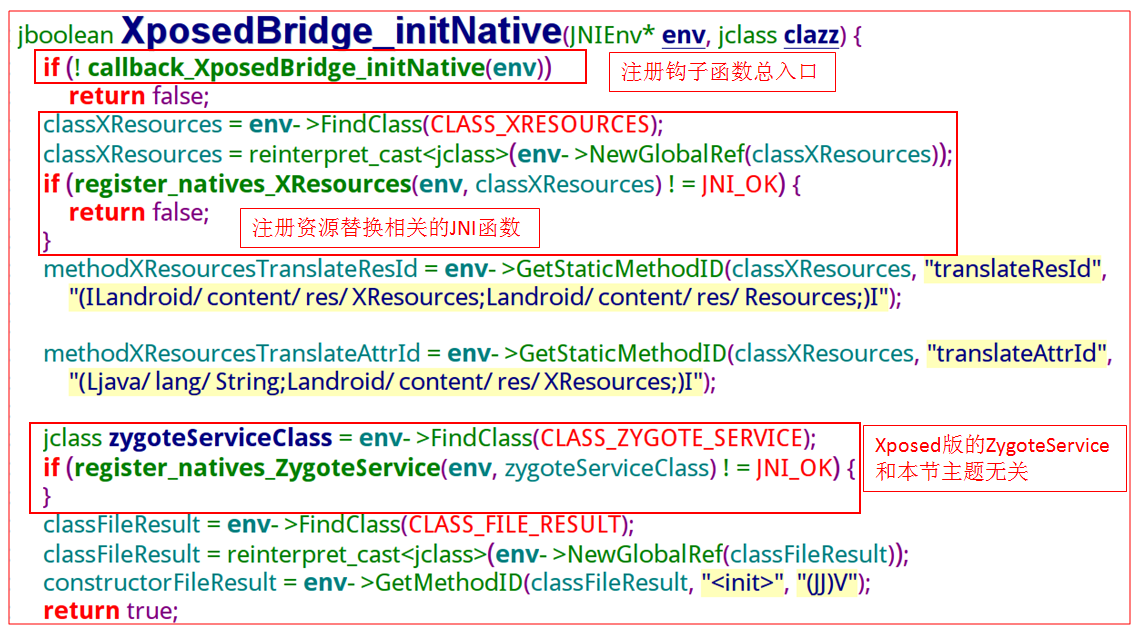 jboolean XposedBridge_initNative(JNIEnv* env, jclass clazz) {
if (! callback_XposedBridge_initNative(env))
注册钩子函数总入口
return false;
classXResources = env- >FindClass(CLASS_XRESOURCES);
classXResources = reinterpret_cast<jclass>(env- >NewGlobalRef(classXResources));
if (register_natives_XResources(env, classXResources) ! = JNI_OK) {
return false;
注册资源替换相关的JNI函数
}
methodXResourcesTranslateResId = env- >GetStaticMethodID(classXResources, "translateResId",
"(ILandroid/ content/ res/ XResources;Landroid/ content/ res/ Resources;)I");
methodXResourcesTranslateAttrId = env- >GetStaticMethodID(classXResources, "translateAttrId",
"(Ljava/ lang/ String;Landroid/ content/ res/ XResources;)I");
jclass zygoteServiceClass = env- >FindClass(CLASS_ZYGOTE_SERVICE);
if (register_natives_ZygoteService(env, zygoteServiceClass) ! = JNI_OK) {
}
Xposed版的ZygoteService
和本节主题无关
classFileResult = env- >FindClass(CLASS_FILE_RESULT);
classFileResult = reinterpret_cast<jclass>(env- >NewGlobalRef(classFileResult));
constructorFileResult = env- >GetMethodID(classFileResult, "<init>", "(JJ)V");
return true;